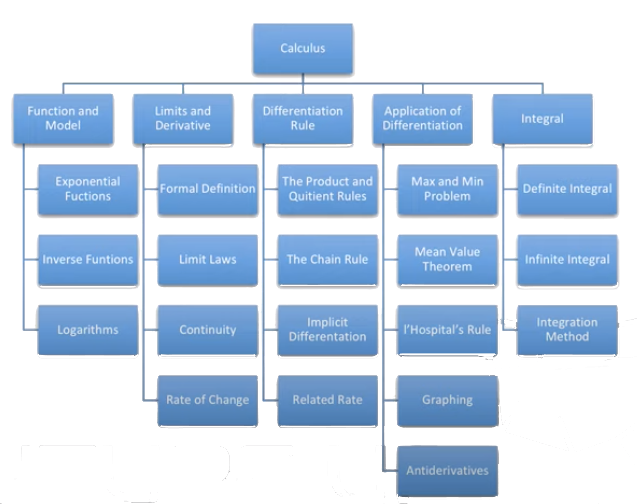 Calculus
Function and
Model
Exponential
Fuctions
Inverse Funtions
Logarithms
Limits and
Derivative
Formal Definition
Limit Laws
Continuity
Rate of Change
Differentiation
Rule
The Product and
Quitient Rules
The Chain Rule
Implicit
Differentation
Related Rate
Application of
Differentiation
Max and Min
Problem
Mean Value
Theorem
l'Hospital's Rule
Graphing
Antiderivatives
Integral
Definite Integral
Infinite Integral
Integration
Method